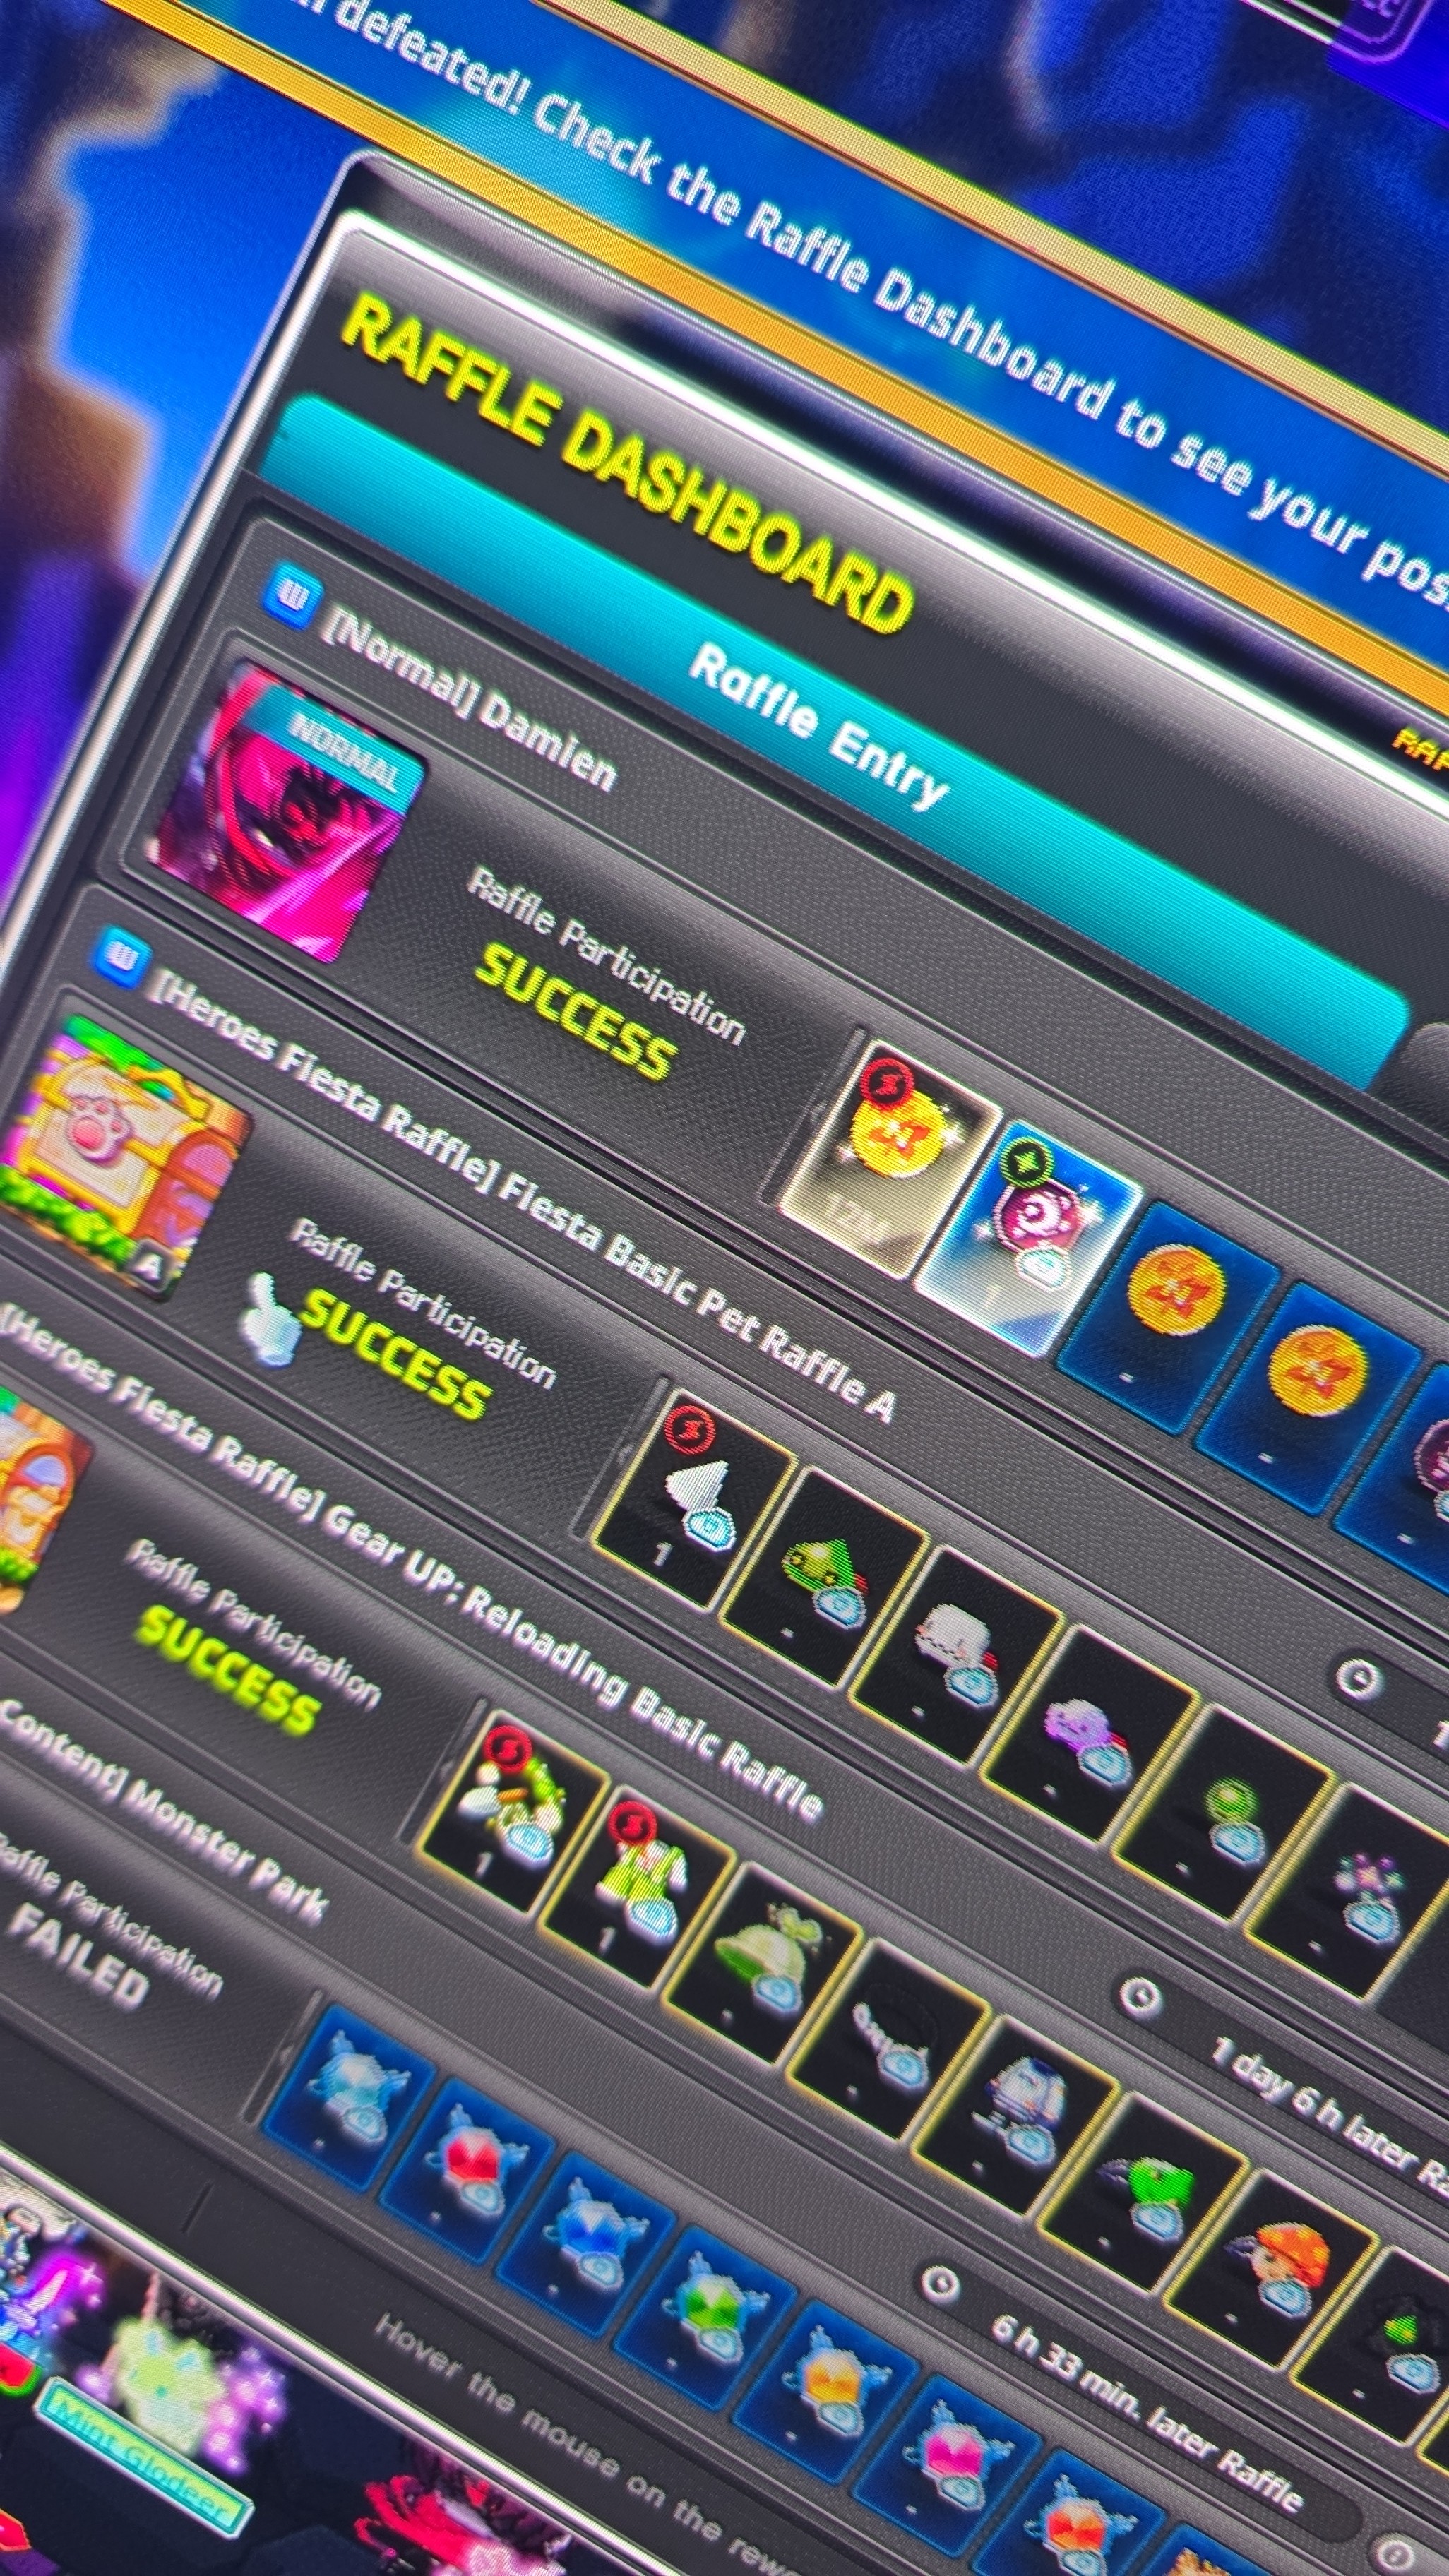 defeated! Check the Raffle Dashboard to see your
RAFFLE DASHBOARD
Raffle Entry
[Normal] Damien
NORMAL
Raffle Participation
SUCCESS
12M
[Heroes Fiesta Raffle] Fiesta Basic Pet Raffle A
A
Raffle Participation
SUCCESS
1
[Heroes Fiesta Raffle] Gear UP: Reloading Basic Raffle
Raffle Participation
SUCCESS
1
1
1 day 6 h later
Content] Monster Park
Raffle Participation
FAILED
6 h 33 min. later Raffle
Hover the mouse on the
Mint Glodeer